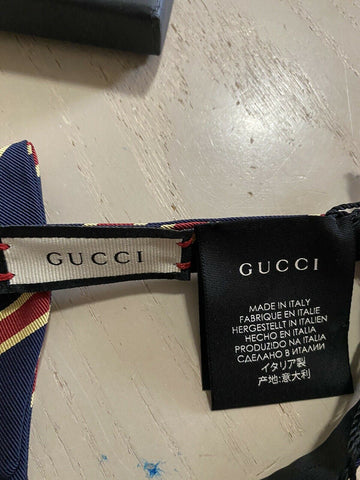 GUCCI
GUCCI
MADE IN ITALY
FABRIQUE EN ITALIE
HERGESTELLT IN ITALIEN
HECHO EN ITALIA
PRODUZIDO NA ITÁLIA
СДЕЛАНО В ИТАЛИИ
イタリア製
产地:意大利